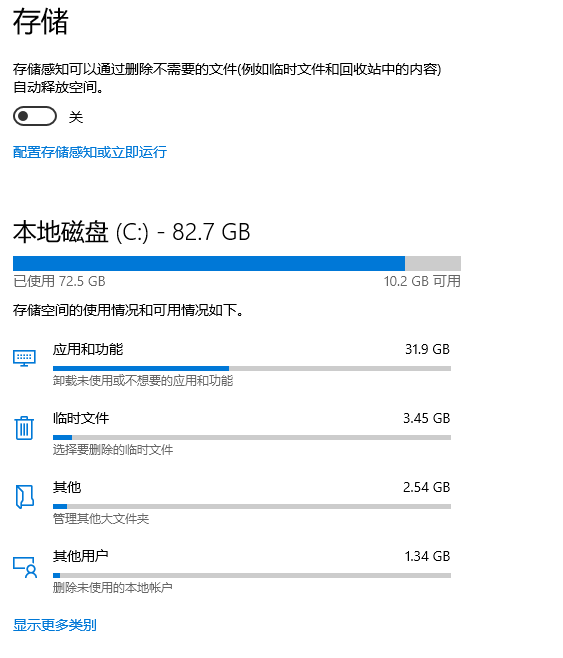 存储
存储感知可以通过删除不需要的文件(例如临时文件和回收站中的内容)
自动释放空间。
关
配置存储感知或立即运行
本地磁盘 (C:) - 82.7 GB
已使用 72.5 GB 10.2 GB 可用
存储空间的使用情况和可用情况如下。
应用和功能 31.9 GB
卸载未使用或不想要的应用和功能
临时文件 3.45 GB
选择要删除的临时文件
其他 2.54 GB
管理其他大文件夹
其他用户 1.34 GB
删除未使用的本地帐户
显示更多类别